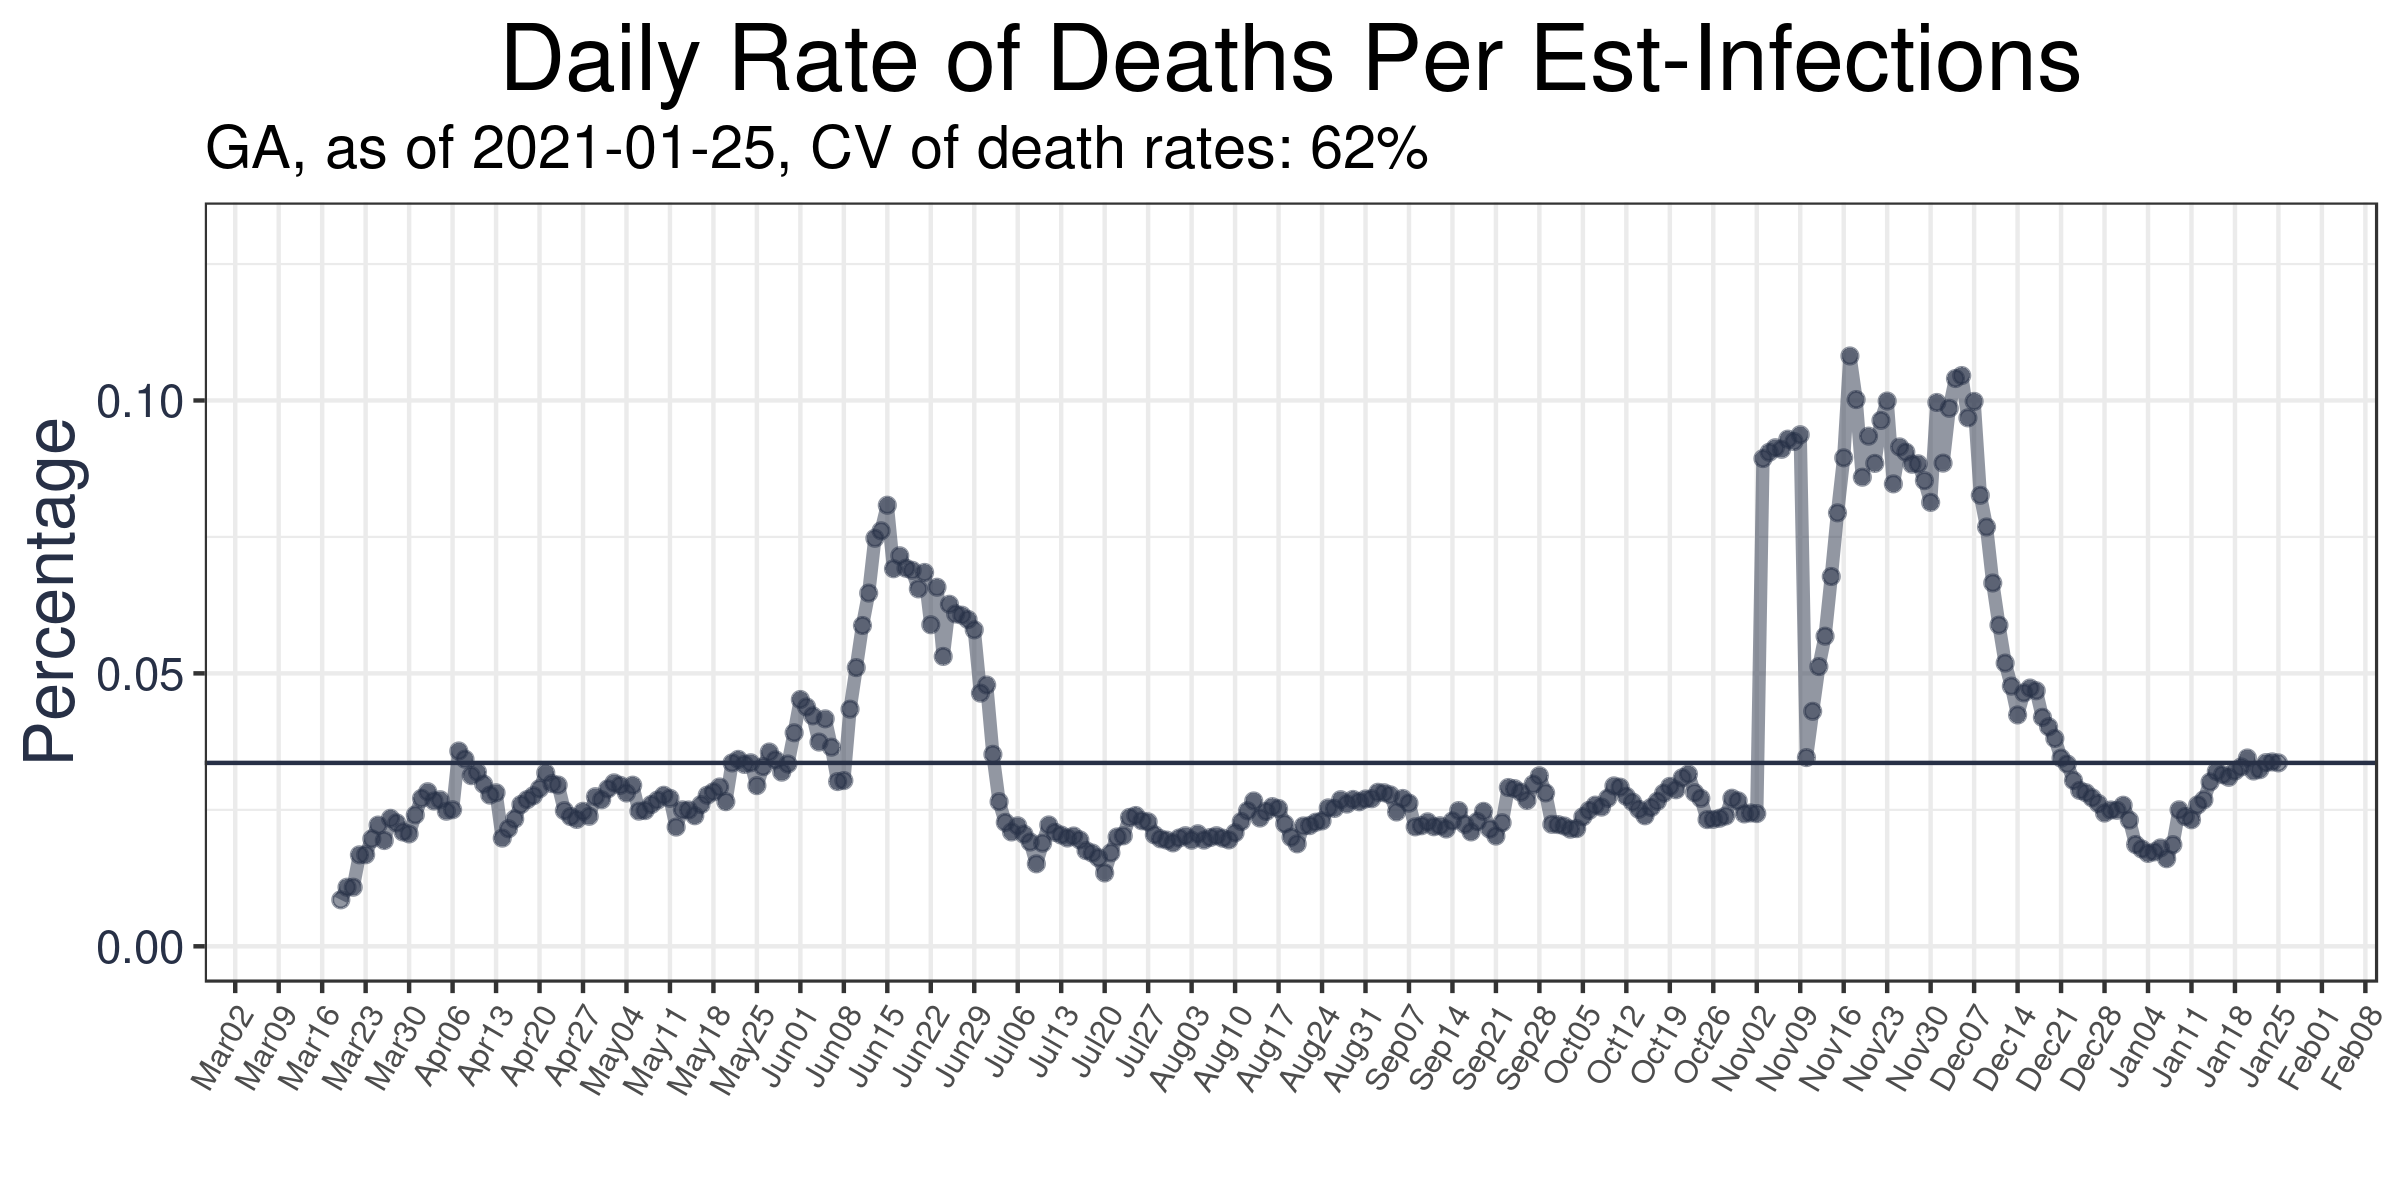 Daily Rate of Deaths Per Est-Infections
GA, as of 2021-01-25, CV of death rates: 62%
Percentage
0.10
0.05
0.00
Mar02
Mar09
Mar16
Mar23
Mar30
Apr06
Apr13
Apr20
Apr27
May04
May11
May18
May25
Jun01
Jun08
Jun15
Jun22
Jun29
Jul06
Jul13
Jul20
Jul27
Aug03
Aug10
Aug17
Aug24
Aug31
Sep07
Sep14
Sep21
Sep28
Oct05
Oct12
Oct19
Oct26
Nov02
Nov09
Nov16
Nov23
Nov30
Dec07
Dec14
Dec21
Dec28
Jan04
Jan11
Jan18
Jan25
Feb01
Feb08